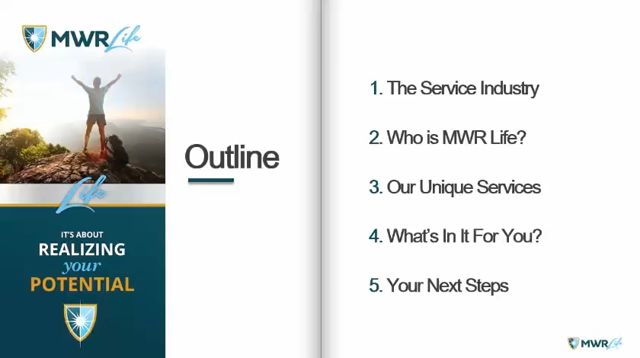 MWR Life
Life
IT'S ABOUT
REALIZING
your
POTENTIAL
Outline
1. The Service Industry
2. Who is MWR Life?
3. Our Unique Services
4. What's In It For You?
5. Your Next Steps
MWR Life